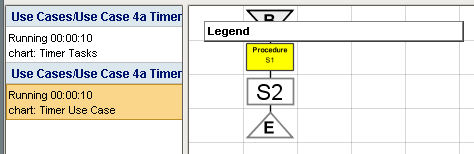 Use Cases/Use Case 4a Timer
Running 00:00:10
chart: Timer Tasks
Use Cases/Use Case 4a Timer
Running 00:00:10
chart: Timer Use Case
B
Legend
Procedure
S1
S2
E